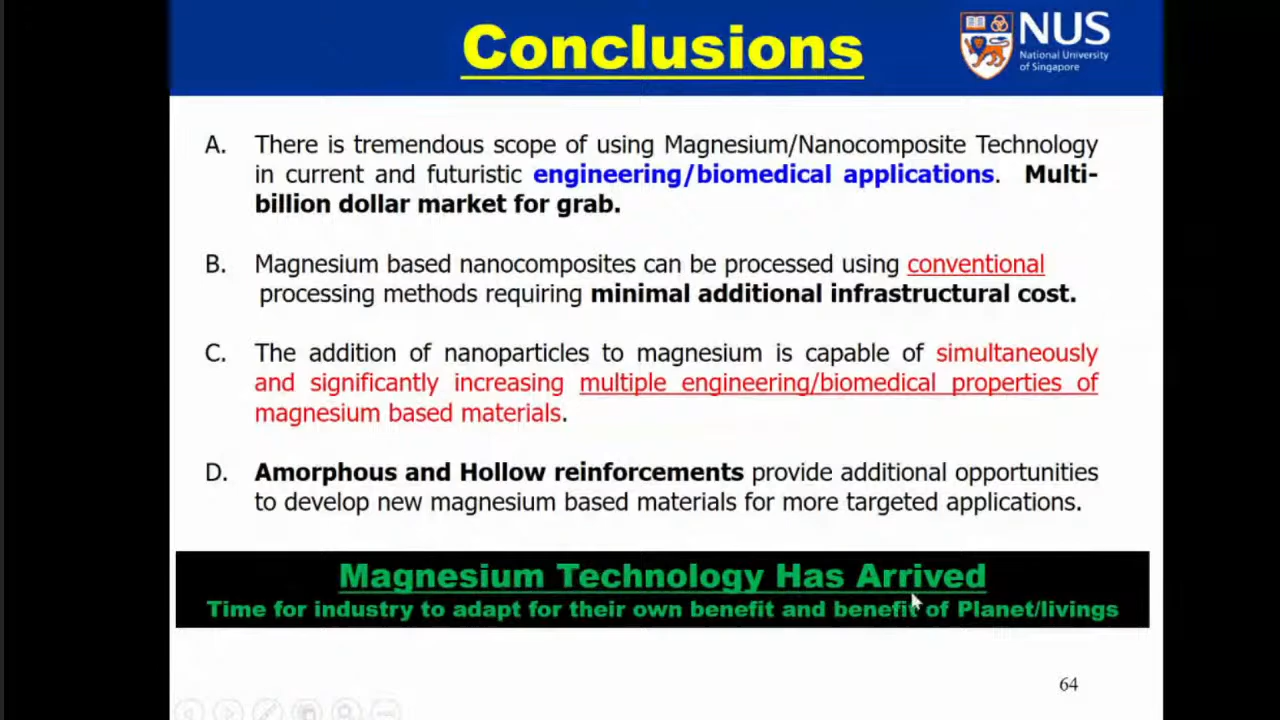 Conclusions
NUS
National University
of Singapore
A. There is tremendous scope of using Magnesium/Nanocomposite Technology
in current and futuristic engineering/biomedical applications. Multi-
billion dollar market for grab.
B. Magnesium based nanocomposites can be processed using conventional
processing methods requiring minimal additional infrastructural cost.
C. The addition of nanoparticles to magnesium is capable of simultaneously
and significantly increasing multiple engineering/biomedical properties of
magnesium based materials.
D. Amorphous and Hollow reinforcements provide additional opportunities
to develop new magnesium based materials for more targeted applications.
Magnesium Technology Has Arrived
Time for industry to adapt for their own benefit and benefit of Planet/livings
64